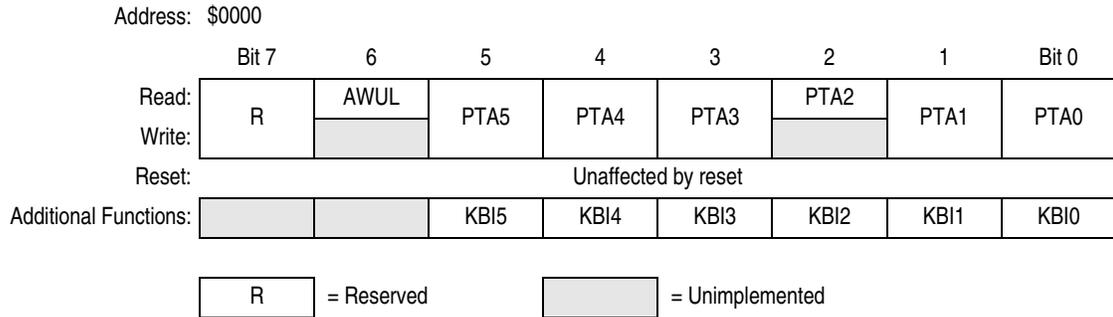 Address: $0000
Bit 7 6 5 4 3 2 1 Bit 0
Read: R AWUL PTA5 PTA4 PTA3 PTA2 PTA1 PTA0
Write:
Reset: Unaffected by reset
Additional Functions: KBI5 KBI4 KBI3 KBI2 KBI1 KBI0
R = Reserved = Unimplemented